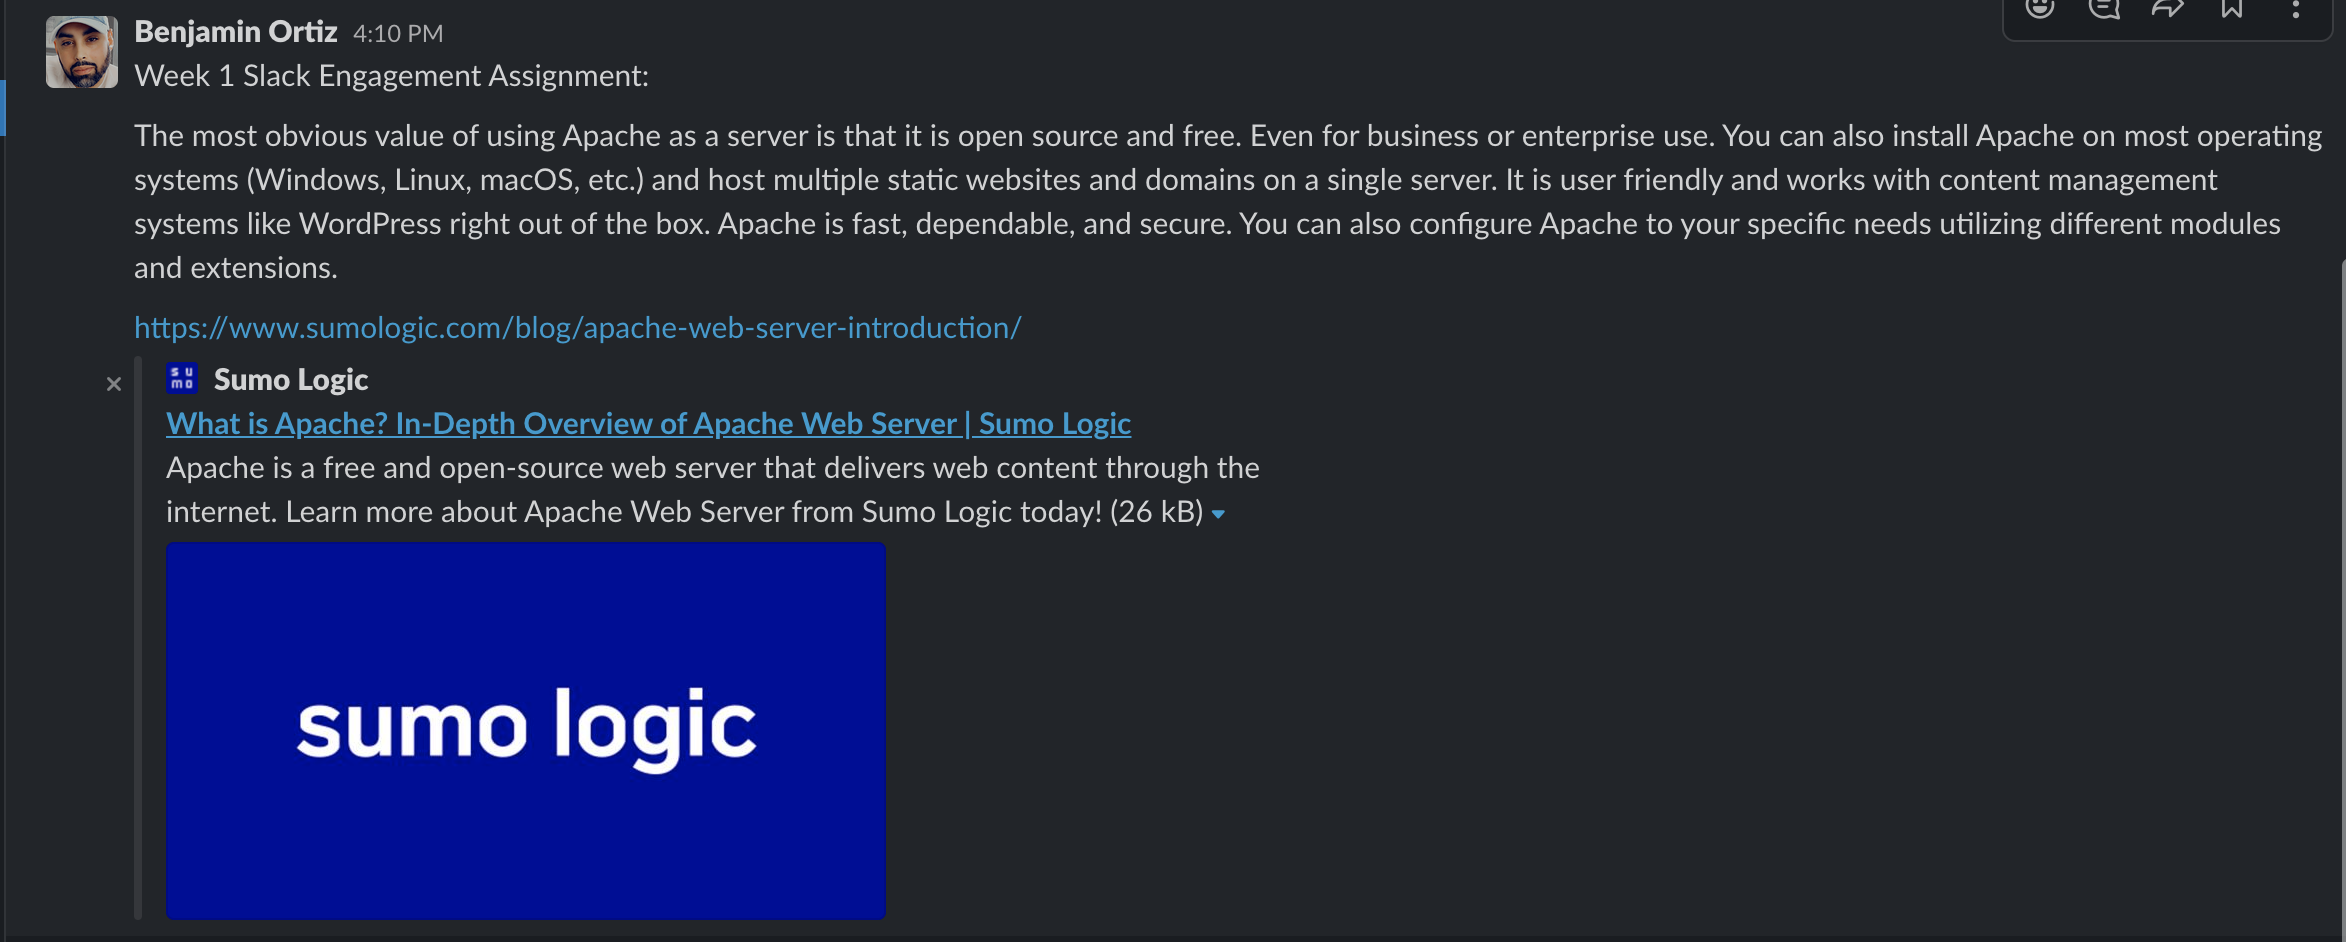 Benjamin Ortiz 4:10 PM
Week 1 Slack Engagement Assignment:
The most obvious value of using Apache as a server is that it is open source and free. Even for business or enterprise use. You can also install Apache on most operating
systems (Windows, Linux, macOS, etc.) and host multiple static websites and domains on a single server. It is user friendly and works with content management
systems like WordPress right out of the box. Apache is fast, dependable, and secure. You can also configure Apache to your specific needs utilizing different modules
and extensions.
https://www.sumologic.com/blog/apache-web-server-introduction/
su
mo
Sumo Logic
What is Apache? In-Depth Overview of Apache Web Server | Sumo Logic
Apache is a free and open-source web server that delivers web content through the
internet. Learn more about Apache Web Server from Sumo Logic today! (26 kB)
sumo logic